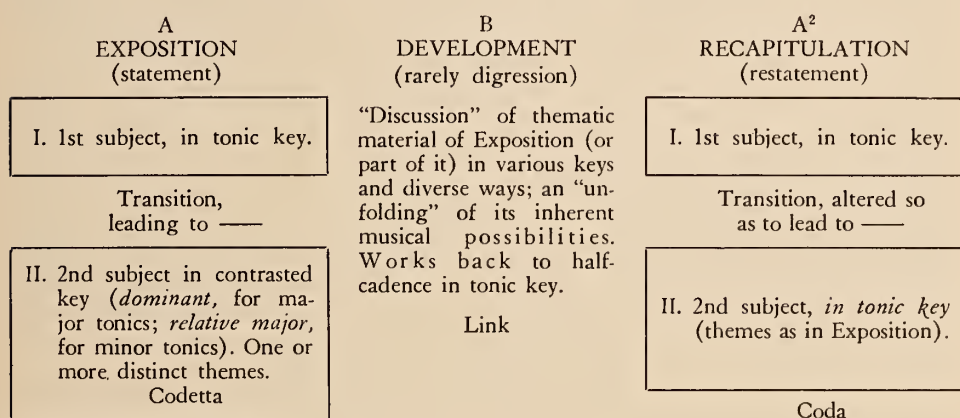 A
EXPOSITION
(statement)
I. 1st subject, in tonic key.
Transition,
leading to ——
II. 2nd subject in contrasted
key (dominant, for ma-
jor tonics; relative major,
for minor tonics). One or
more. distinct themes.
Codetta
B
DEVELOPMENT
(rarely digression)
"Discussion" of thematic
material of Exposition (or
part of it) in various keys
and diverse ways; an "un-
folding" of its inherent
musical possibilities.
Works back to half-
cadence in tonic key.
Link
A²
RECAPITULATION
(restatement)
I. 1st subject, in tonic key.
Transition, altered so
as to lead to ——
II. 2nd subject, in tonic key
(themes as in Exposition).
Coda